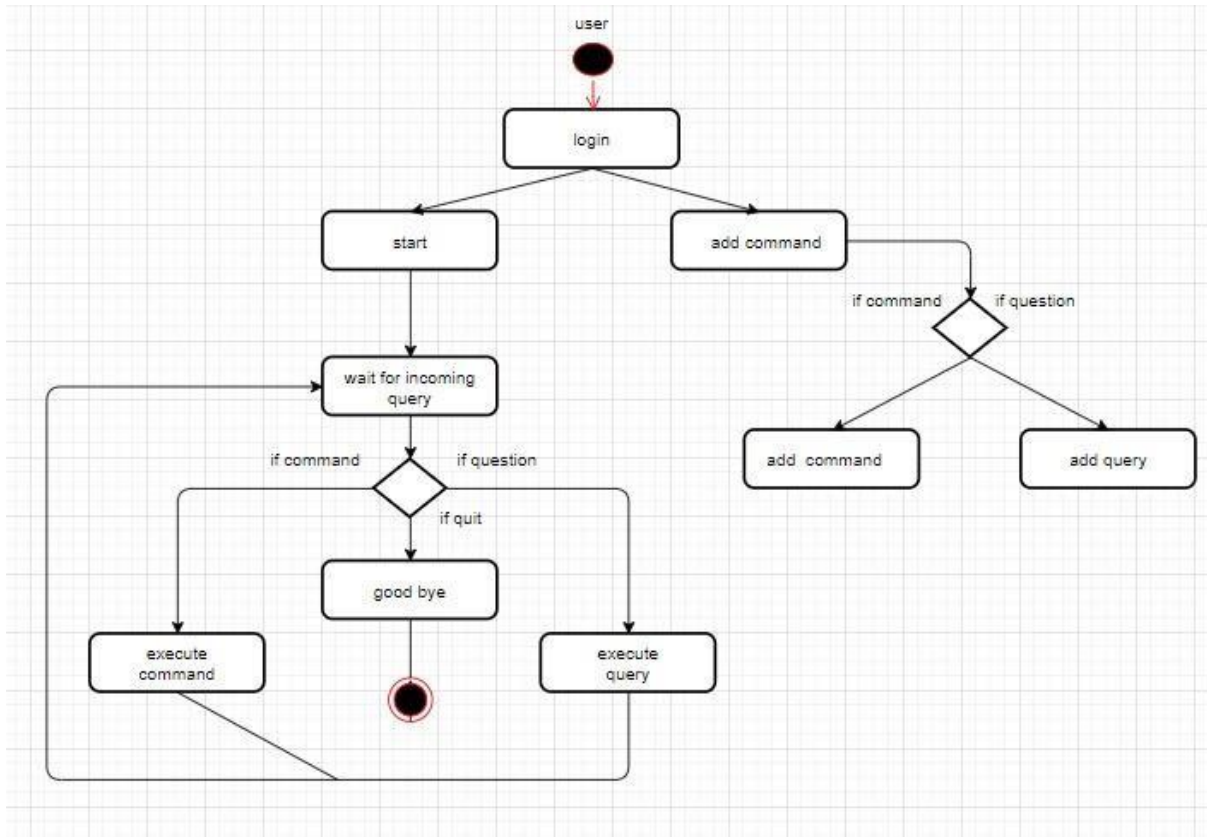 user
login
start
add command
if command
if question
wait for incoming
query
add  command
add query
if command
if question
if quit
good bye
execute
command
execute
query